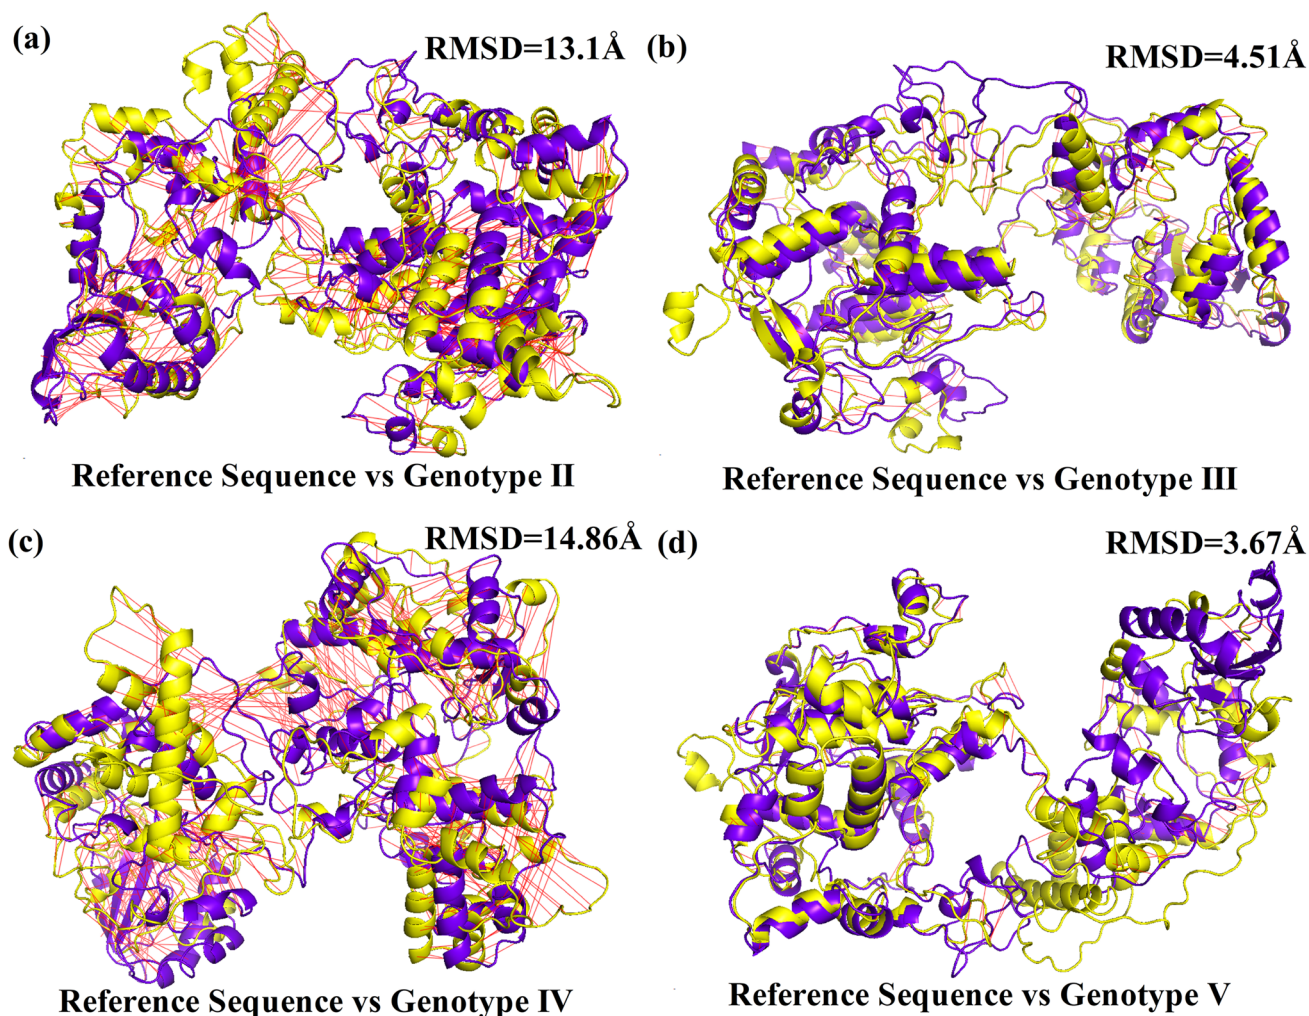 (a)
RMSD=13.1Å
Reference Sequence vs Genotype II
(b)
RMSD=4.51Å
Reference Sequence vs Genotype III
(c)
RMSD=14.86Å
Reference Sequence vs Genotype IV
(d)
RMSD=3.67Å
Reference Sequence vs Genotype V